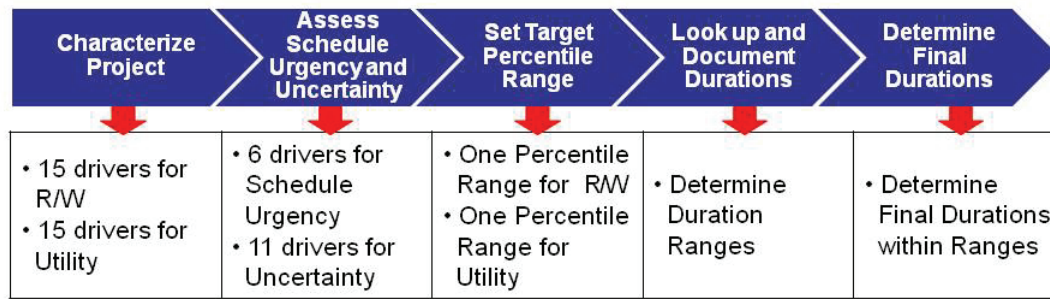 Characterize
Project
Assess
Schedule
Urgency and
Uncertainty
Set Target
Percentile
Range
Look up and
Document
Durations
Determine
Final
Durations
• 15 drivers for
R/W
• 15 drivers for
Utility
• 6 drivers for
Schedule
Urgency
• 11 drivers for
Uncertainty
• One Percentile
Range for R/W
• One Percentile
Range for
Utility
• Determine
Duration
Ranges
• Determine
Final Durations
within Ranges